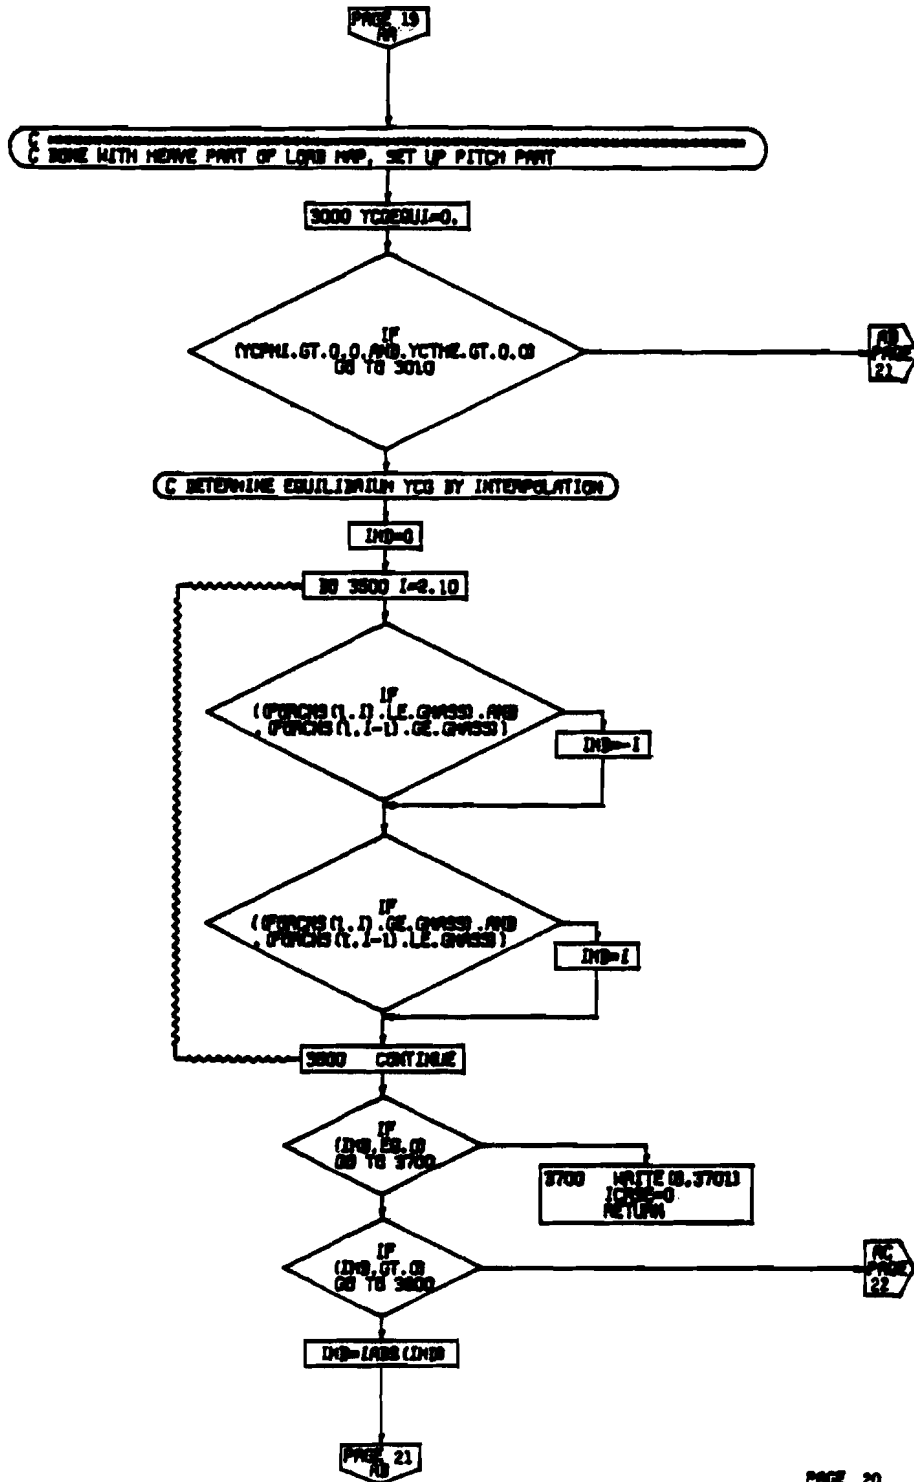 PAGE 19
AA
C
C DONE WITH HEAVE PART OF LOAD MAP, SET UP PITCH PART
3000 YCGEQUI=0.
IF
(YCPHI.GT.0.0.AND.YCTHE.GT.0.0)
GO TO 3010
PAGE
21
C DETERMINE EQUILIBRIUM YCG BY INTERPOLATION
IND=0
DO 3500 I=2,10
IF
((FORCHS(1,I).LE.GMASS).AND
.(FORCHS(1,I-1).GE.GMASS))
IND=-I
IF
((FORCHS(1,I).GE.GMASS).AND
.(FORCHS(1,I-1).LE.GMASS))
IND=I
3500 CONTINUE
IF
(IND.EQ.0)
GO TO 3700
3700 WRITE(6,3701)
RETURN
IF
(IND.GT.0)
GO TO 3600
AC
PAGE
22
IND=IABS(IND)
PAGE 21
PAGE 20